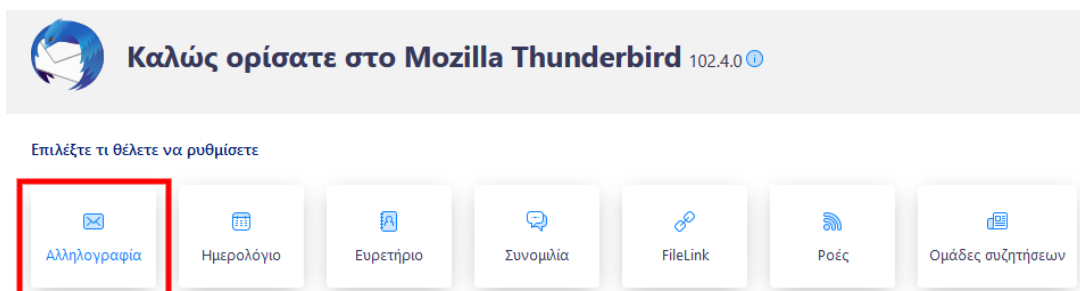 Καλώς ορίσατε στο Mozilla Thunderbird 102.4.0
Επιλέξτε τι θέλετε να ρυθμίσετε
Αλληλογραφία Ημερολόγιο Ευρετήριο Συνομιλία FileLink Ροές Ομάδες συζητήσεων